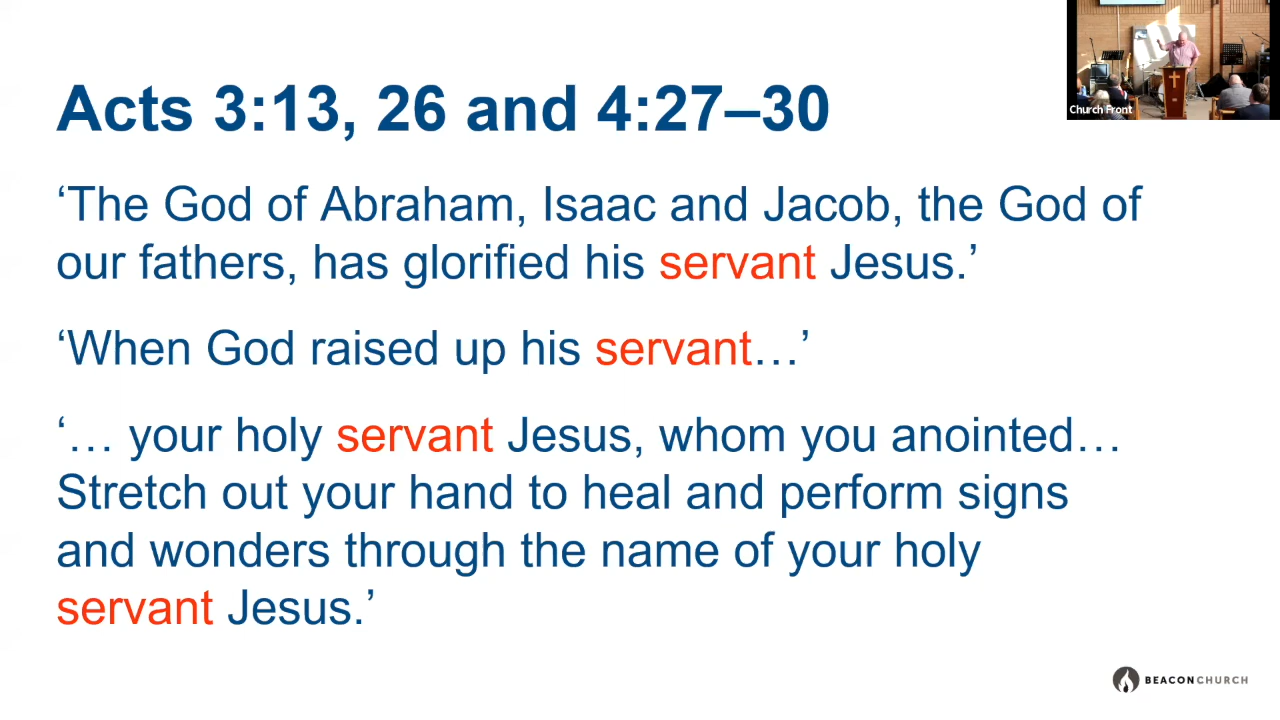 Acts 3:13, 26 and 4:27–30
‘The God of Abraham, Isaac and Jacob, the God of
our fathers, has glorified his servant Jesus.’
‘When God raised up his servant…’
‘… your holy servant Jesus, whom you anointed…
Stretch out your hand to heal and perform signs
and wonders through the name of your holy
servant Jesus.’
Church Front
BEACONCHURCH